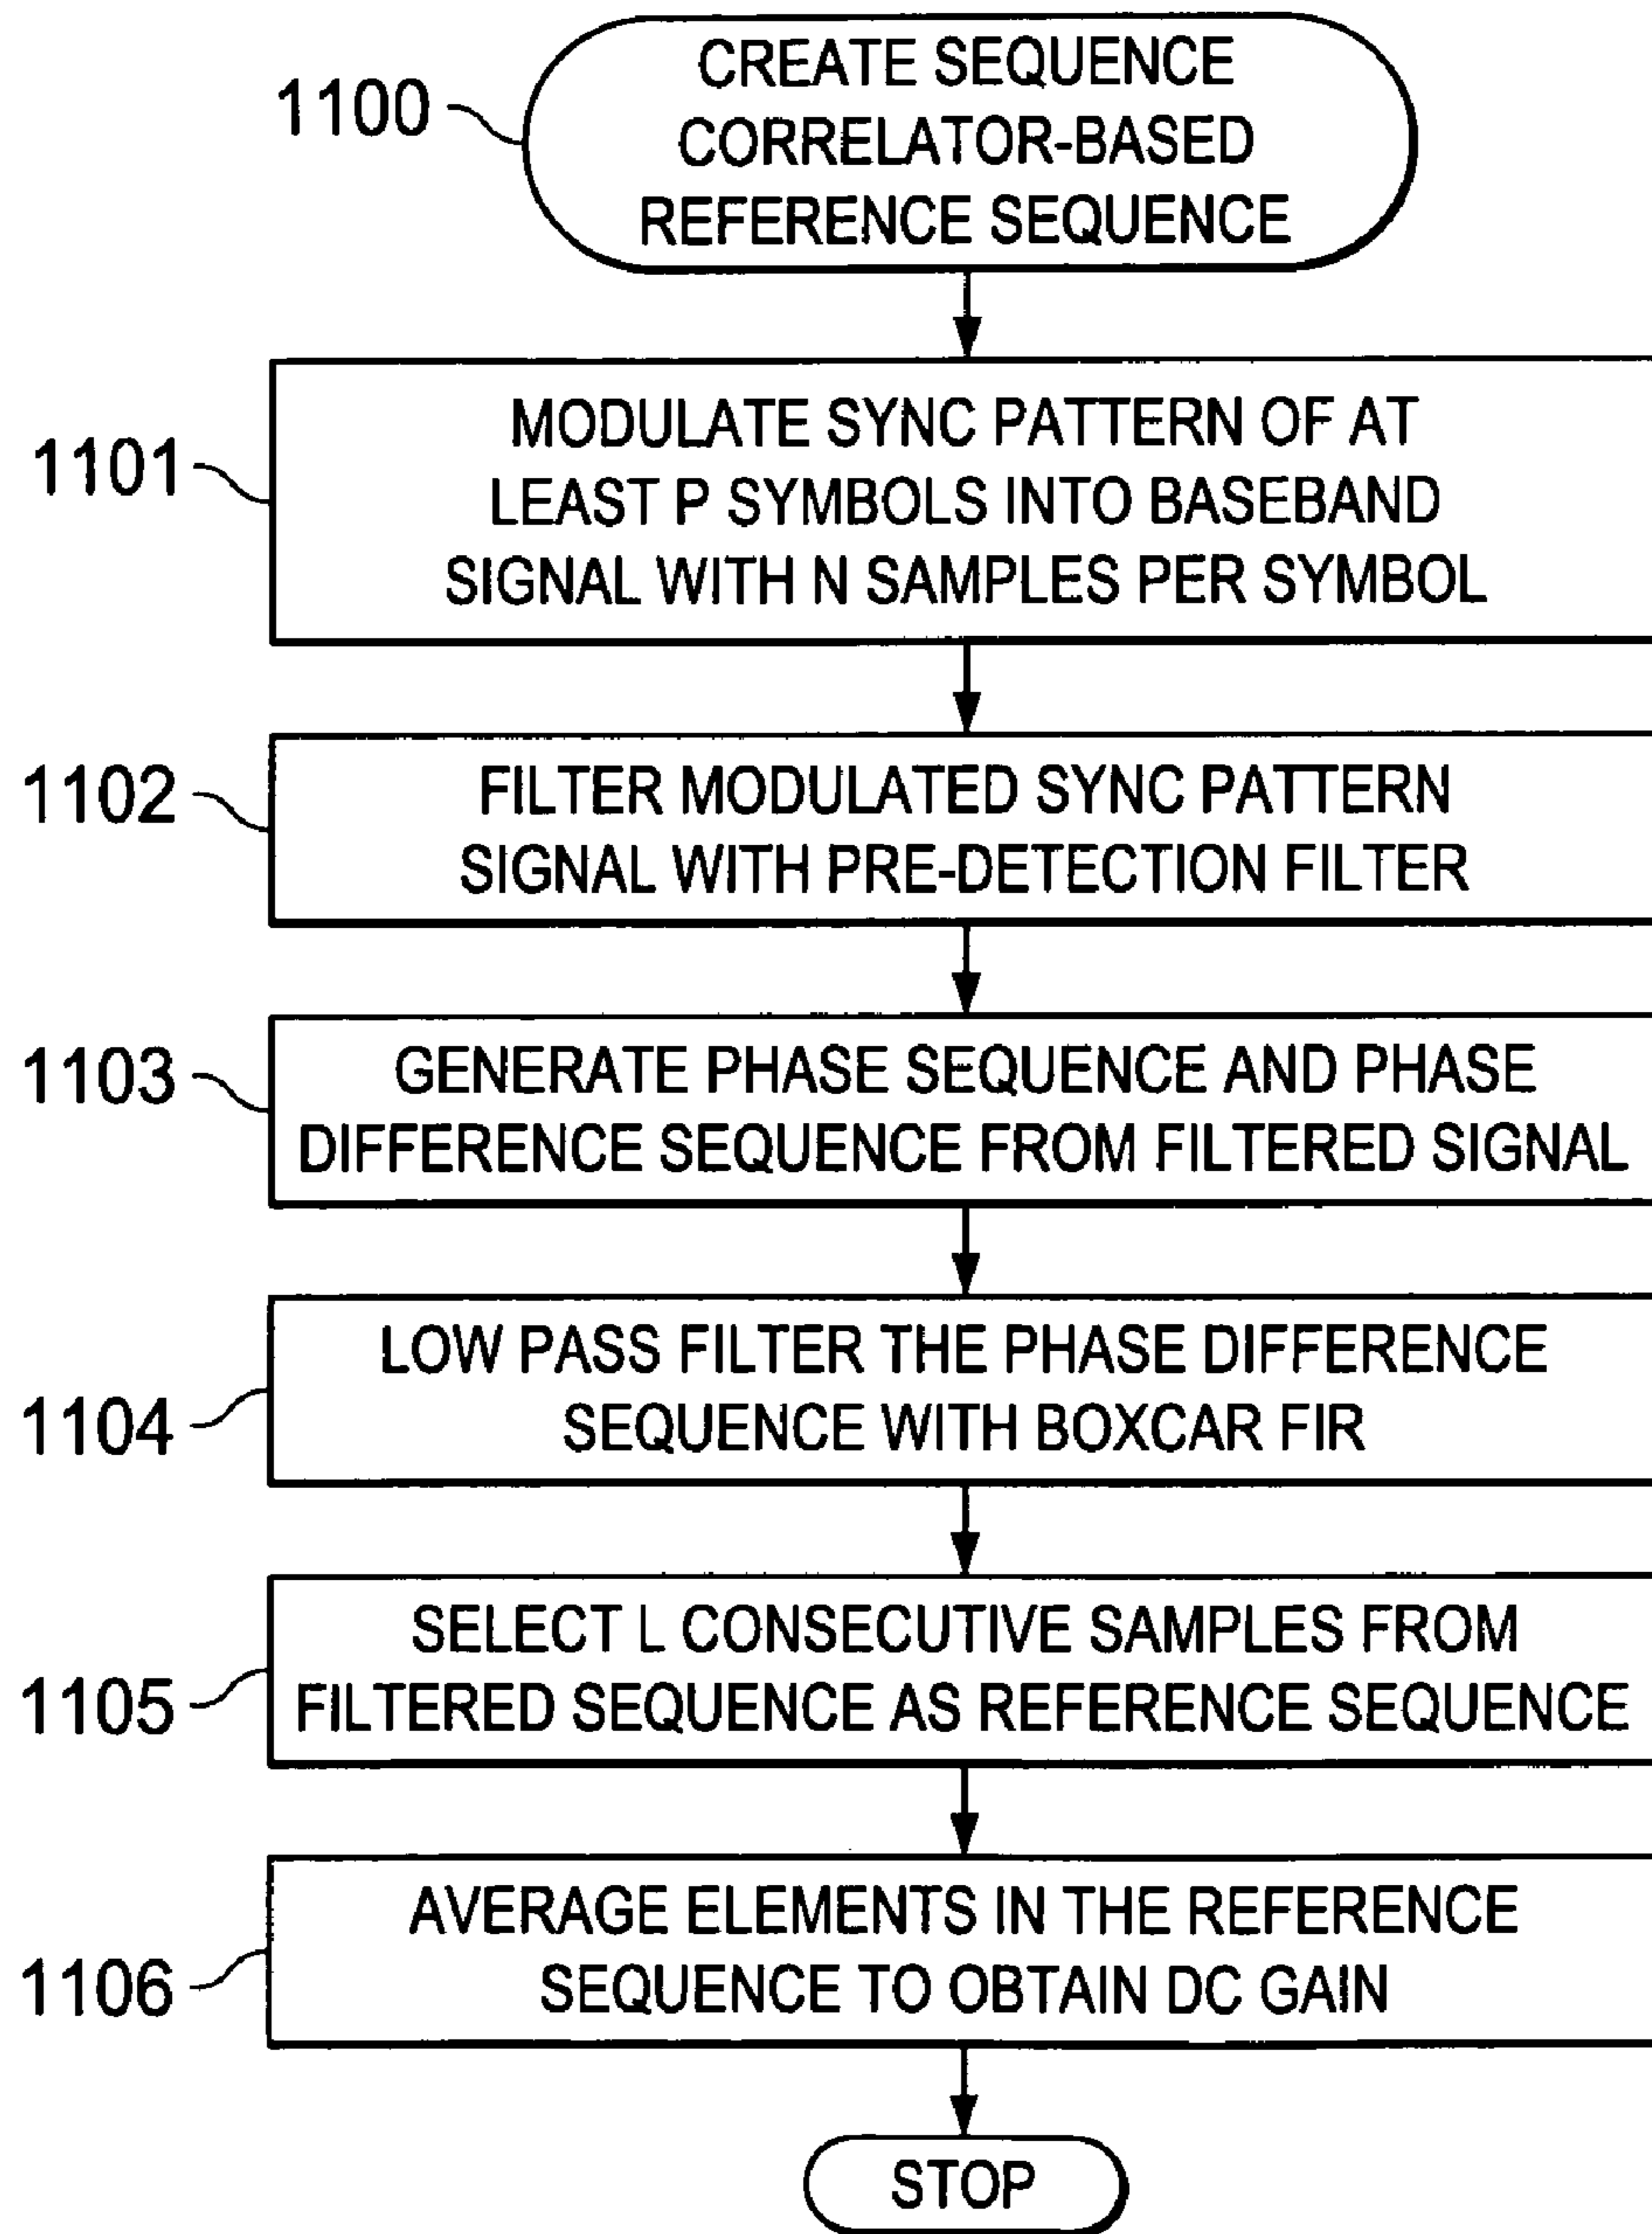 CREATE SEQUENCE
1100
CORRELATOR-BASED
REFERENCE SEQUENCE
MODULATE SYNC PATTERN OF AT
1101
LEAST P SYMBOLS INTO BASEBAND
SIGNAL WITH N SAMPLES PER SYMBOL
1102
FILTER MODULATED SYNC PATTERN
SIGNAL WITH PRE-DETECTION FILTER
1103
GENERATE PHASE SEQUENCE AND PHASE
DIFFERENCE SEQUENCE FROM FILTERED SIGNAL
LOW PASS FILTER THE PHASE DIFFERENCE
1104
SEQUENCE WITH BOXCAR FIR
SELECT L CONSECUTIVE SAMPLES FROM
1105
FILTERED SEQUENCE AS REFERENCE SEQUENCE
AVERAGE ELEMENTS IN THE REFERENCE
1106
SEQUENCE TO OBTAIN DC GAIN
STOP